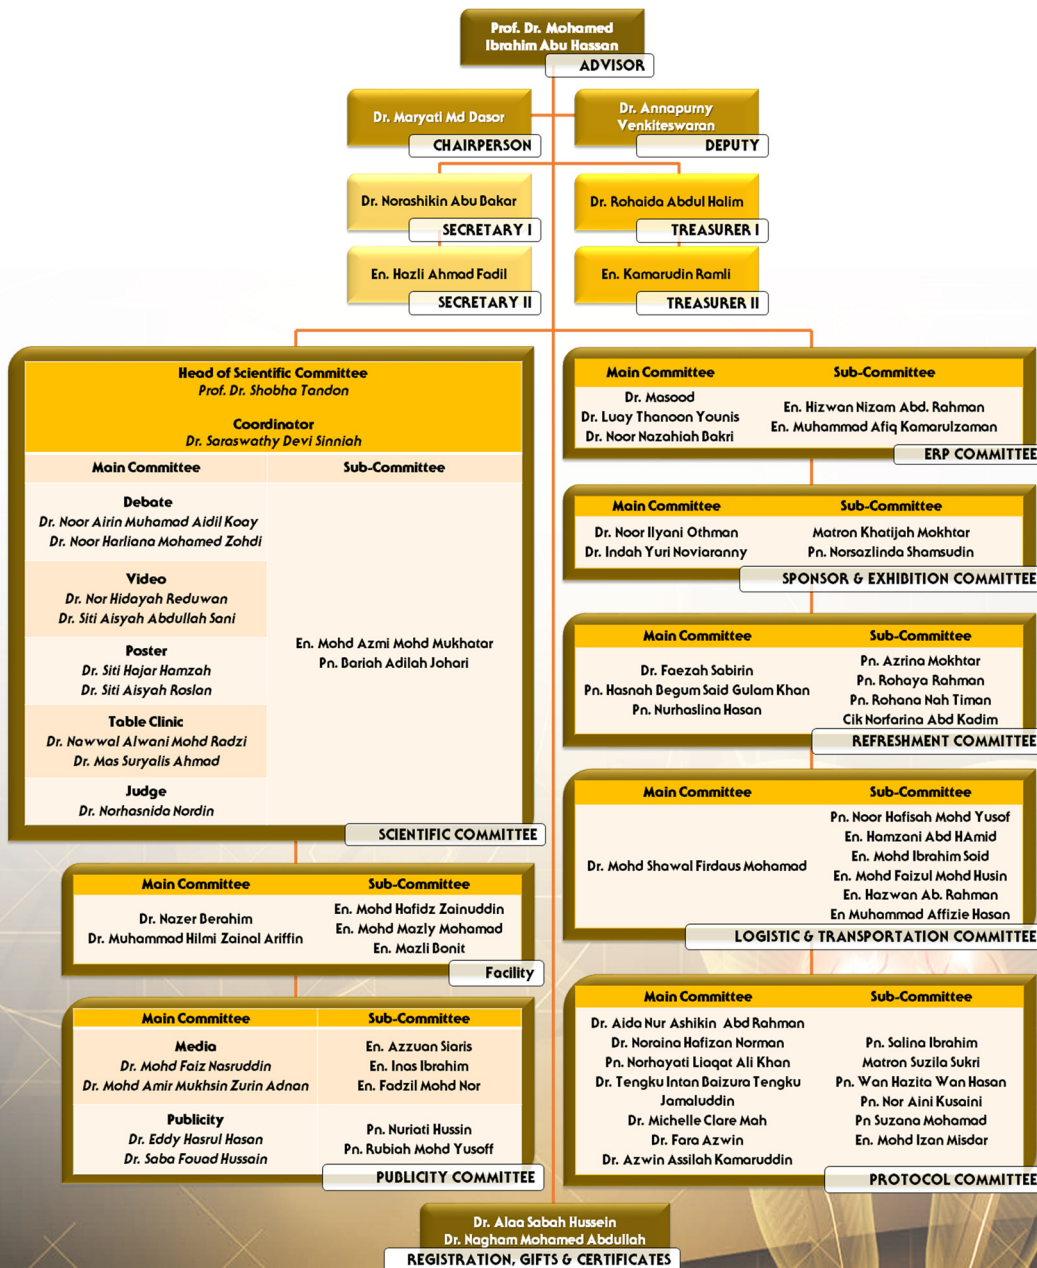 Prof. Dr. Mohamed
Ibrahim Abu Hassan
ADVISOR
Dr. Maryati Md Dasor
CHAIRPERSON
Dr. Annapurny
Venkiteswaran
DEPUTY
Dr. Norashikin Abu Bakar
SECRETARY I
Dr. Rohaida Abdul Halim
TREASURER I
En. Hazli Ahmad Fadil
SECRETARY II
En. Kamarudin Ramli
TREASURER II
Head of Scientific Committee
Prof. Dr. Shobha Tandon
Coordinator
Dr. Saraswathy Devi Sinniah
Main Committee
Sub-Committee
Debate
Dr. Noor Airin Muhamad Aidil Koay
Dr. Noor Harliana Mohamed Zohdi
Video
Dr. Nor Hidayah Reduwan
Dr. Siti Aisyah Abdullah Sani
Poster
Dr. Siti Hajar Hamzah
Dr. Siti Aisyah Roslan
Table Clinic
Dr. Nawwal Alwani Mohd Radzi
Dr. Mas Suryalis Ahmad
Judge
Dr. Norhasnida Nordin
En. Mohd Azmi Mohd Mukhatar
Pn. Bariah Adilah Johari
SCIENTIFIC COMMITTEE
Main Committee
Sub-Committee
Dr. Nazer Berahim
Dr. Muhammad Hilmi Zainal Ariffin
En. Mohd Hafidz Zainuddin
En. Mohd Mazly Mohamad
En. Mazli Bonit
Facility
Main Committee
Sub-Committee
Media
Dr. Mohd Faiz Nasruddin
Dr. Mohd Amir Mukhsin Zurin Adnan
En. Azzuan Siaris
En. Inas Ibrahim
En. Fadzil Mohd Nor
Publicity
Dr. Eddy Hasrul Hasan
Dr. Saba Fouad Hussain
Pn. Nuriati Hussin
Pn. Rubiah Mohd Yusoff
PUBLICITY COMMITTEE
Main Committee
Sub-Committee
Dr. Masood
Dr. Luay Thanoon Younis
Dr. Noor Nazahiah Bakri
En. Hizwan Nizam Abd. Rahman
En. Muhammad Afiq Kamarulzaman
ERP COMMITTEE
Main Committee
Sub-Committee
Dr. Noor Ilyani Othman
Dr. Indah Yuri Noviaranny
Matron Khatijah Mokhtar
Pn. Norsazlinda Shamsudin
SPONSOR & EXHIBITION COMMITTEE
Main Committee
Sub-Committee
Dr. Faezah Sabirin
Pn. Hasnah Begum Said Gulam Khan
Pn. Nurhaslina Hasan
Pn. Azrina Mokhtar
Pn. Rohaya Rahman
Pn. Rohana Nah Timan
Cik Norfarina Abd Kadim
REFRESHMENT COMMITTEE
Main Committee
Sub-Committee
Dr. Mohd Shawal Firdaus Mohamad
Pn. Noor Hafisah Mohd Yusof
En. Hamzani Abd HAmid
En. Mohd Ibrahim Soid
En. Mohd Faizul Mohd Husin
En. Hazwan Ab. Rahman
En Muhammad Affizie Hasan
LOGISTIC & TRANSPORTATION COMMITTEE
Main Committee
Sub-Committee
Dr. Aida Nur Ashikin Abd Rahman
Dr. Noraina Hafizan Norman
Pn. Norhayati Liaqat Ali Khan
Dr. Tengku Intan Baizura Tengku
Jamaluddin
Dr. Michelle Clare Mah
Dr. Fara Azwin
Dr. Azwin Assilah Kamaruddin
Pn. Salina Ibrahim
Matron Suzila Sukri
Pn. Wan Hazita Wan Hasan
Pn. Nor Aini Kusaini
Pn Suzana Mohamad
En. Mohd Izan Misdar
PROTOCOL COMMITTEE
Dr. Alaa Sabah Hussein
Dr. Nagham Mohamed Abdullah
REGISTRATION, GIFTS & CERTIFICATES